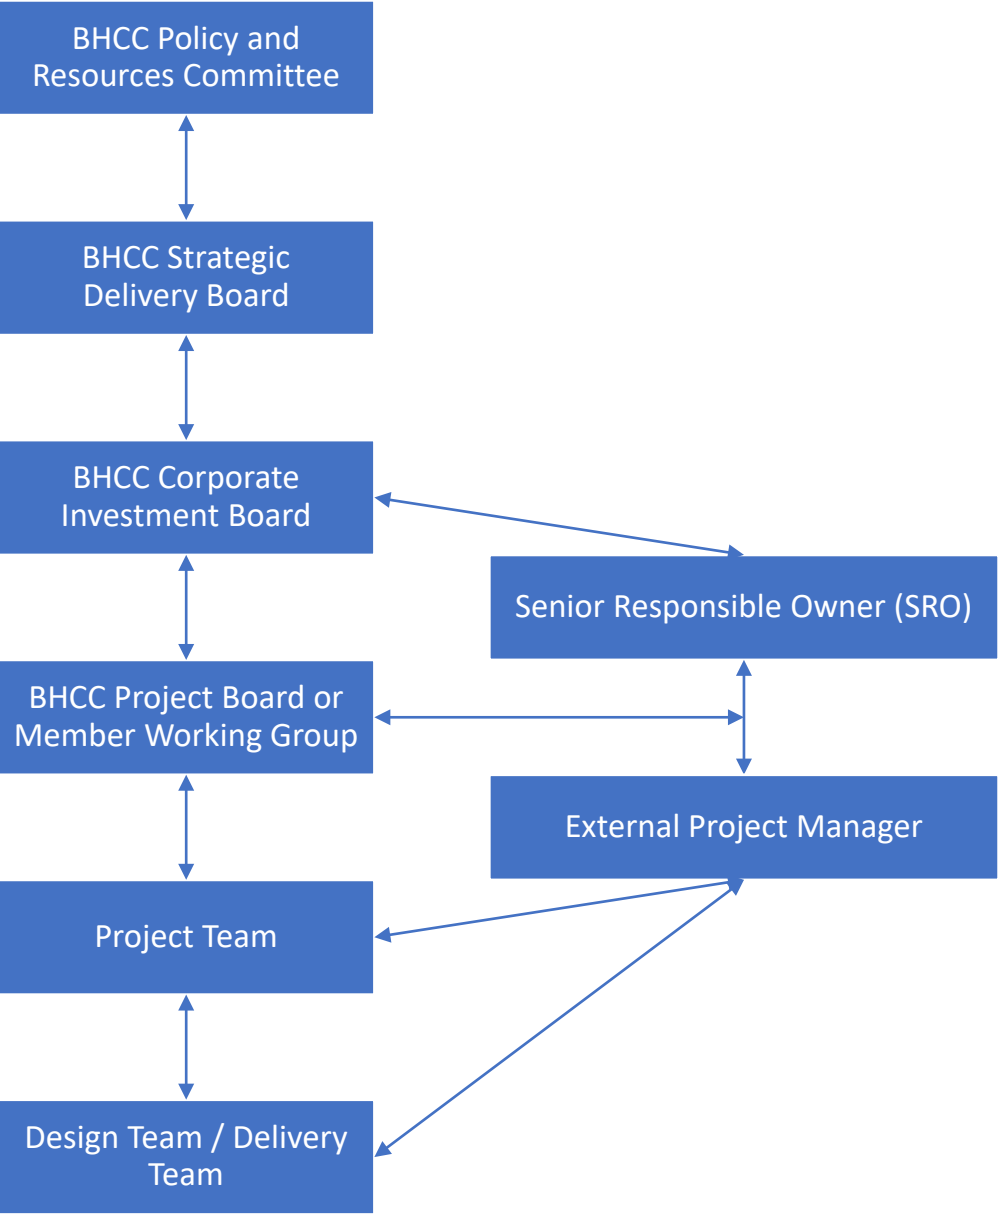 BHCC Policy and
Resources Committee
BHCC Strategic
Delivery Board
BHCC Corporate
Investment Board
Senior Responsible Owner (SRO)
BHCC Project Board or
Member Working Group
External Project Manager
Project Team
Design Team / Delivery
Team